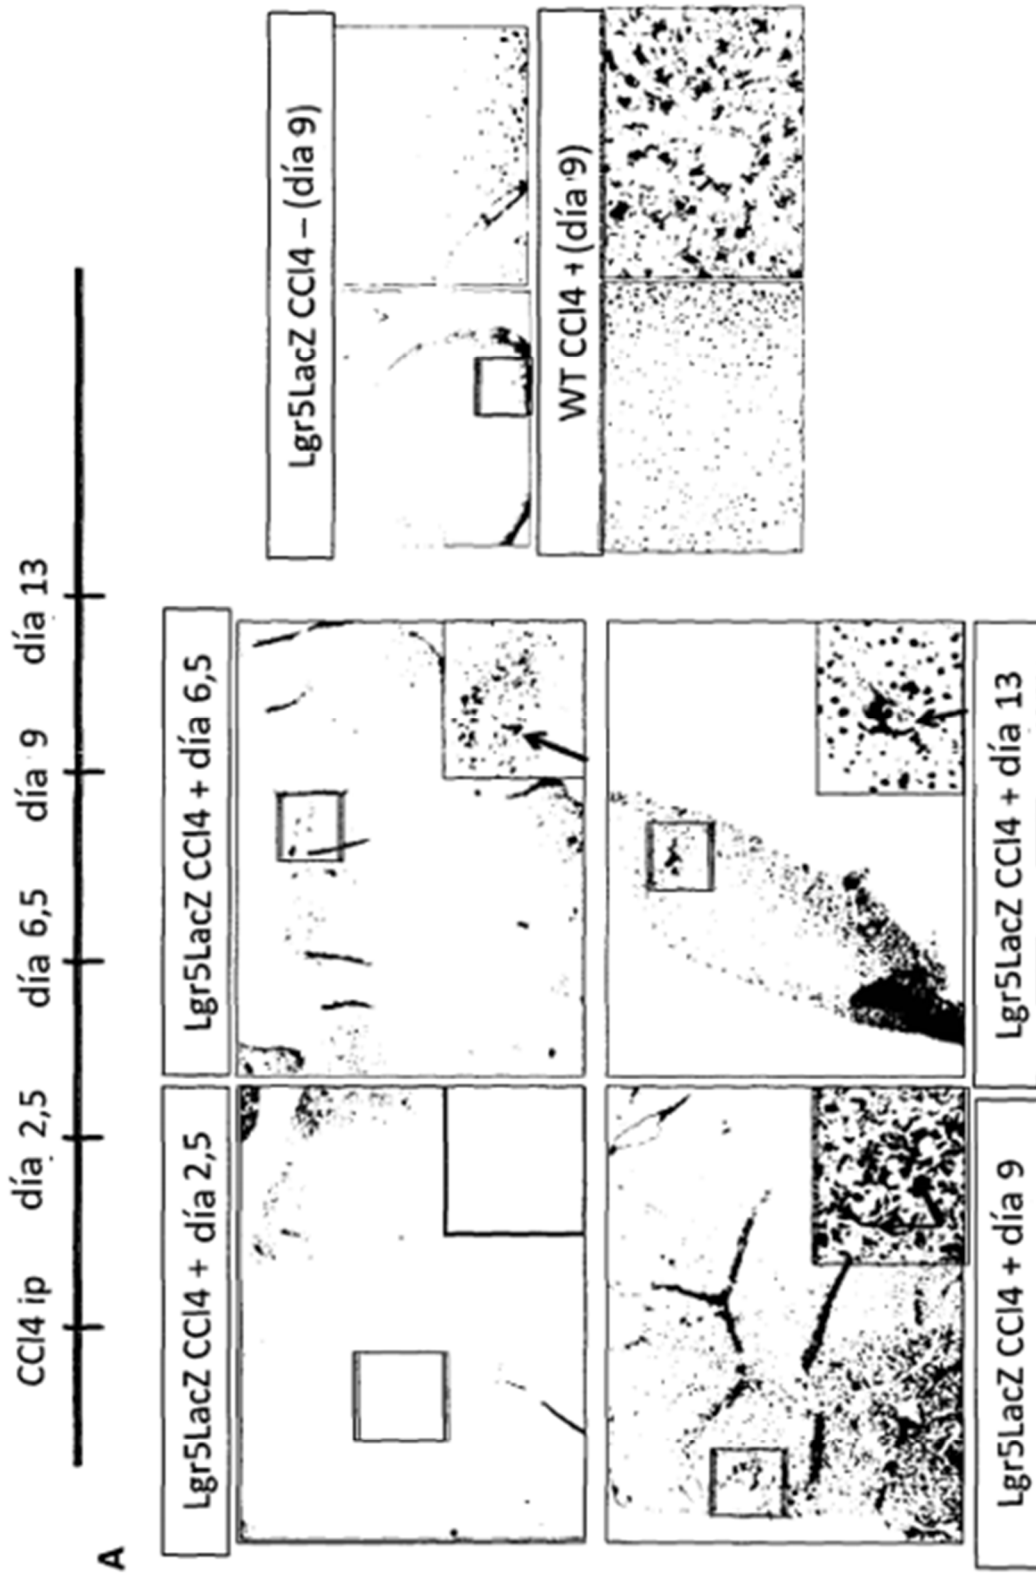 A
CCl4 ip día 2,5 día 6,5 día 9 día 13
Lgr5LacZ CCl4 + día 2,5
Lgr5LacZ CCl4 + día 6,5
Lgr5LacZ CCl4 – (día 9)
WT CCl4 + (día 9)
Lgr5LacZ CCl4 + día 9
Lgr5LacZ CCl4 + día 13